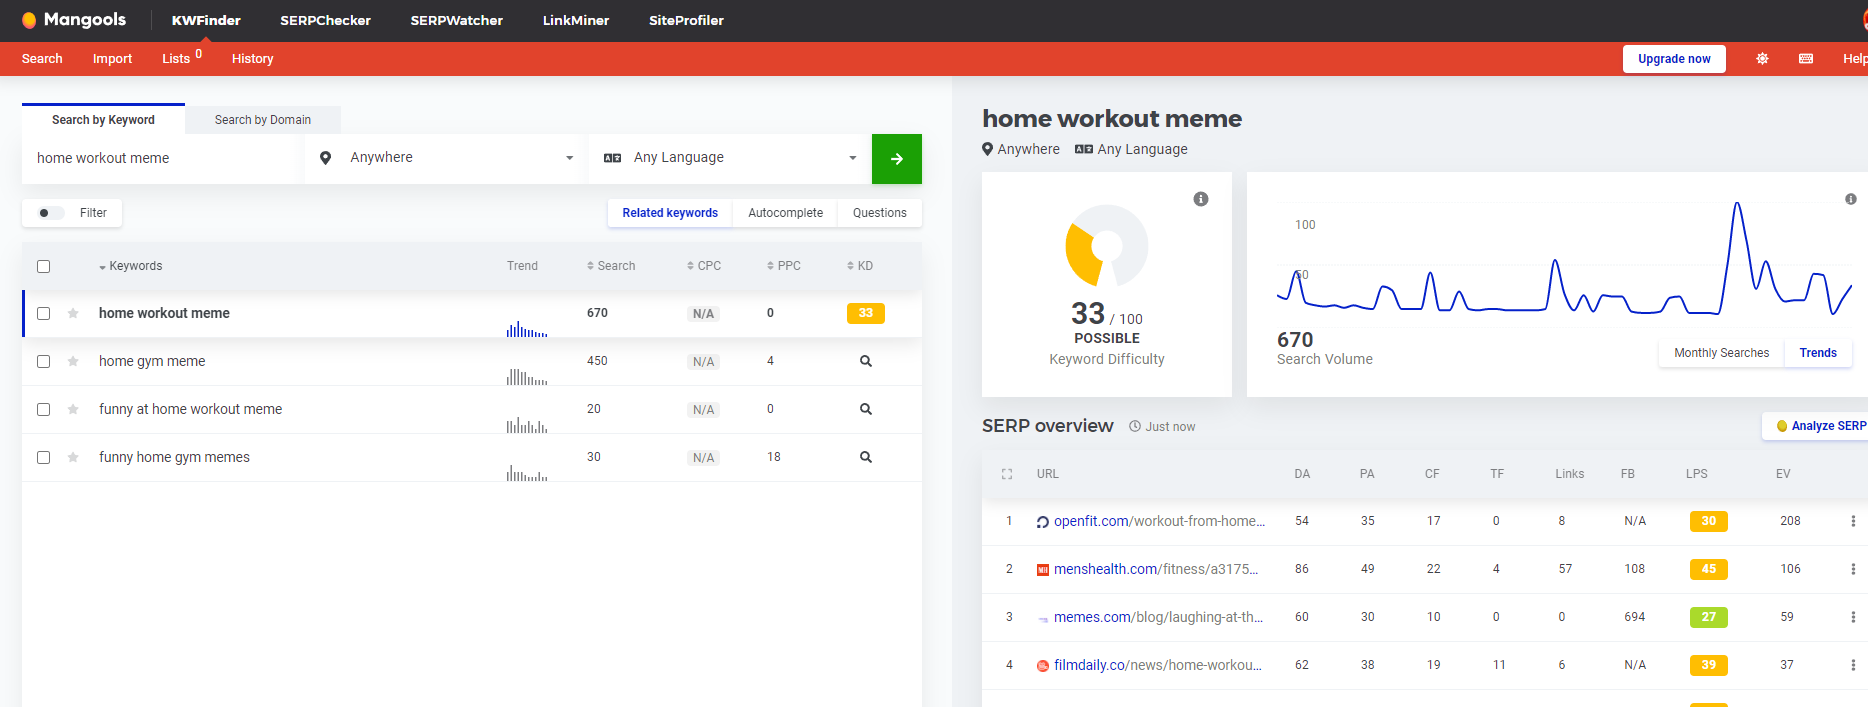 Mangools KWFinder SERPChecker SERPWatcher LinkMiner SiteProfiler
Search Import Lists 0 History Upgrade now Help
Search by Keyword Search by Domain
home workout meme Anywhere Any Language
Filter Related keywords Autocomplete Questions
Keywords Trend Search CPC PPC KD
home workout meme 670 N/A 0 33
home gym meme 450 N/A 4
funny at home workout meme 20 N/A 0
funny home gym memes 30 N/A 18
home workout meme
Anywhere Any Language
33 / 100
POSSIBLE
Keyword Difficulty
100
50
670
Search Volume
Monthly Searches Trends
SERP overview Just now Analyze SERP
URL DA PA CF TF Links FB LPS EV
1 openfit.com/workout-from-home... 54 35 17 0 8 N/A 30 208
2 menshealth.com/fitness/a3175... 86 49 22 4 57 108 45 106
3 memes.com/blog/laughing-at-th... 60 30 10 0 0 694 27 59
4 filmdaily.co/news/home-workou... 62 38 19 11 6 N/A 39 37